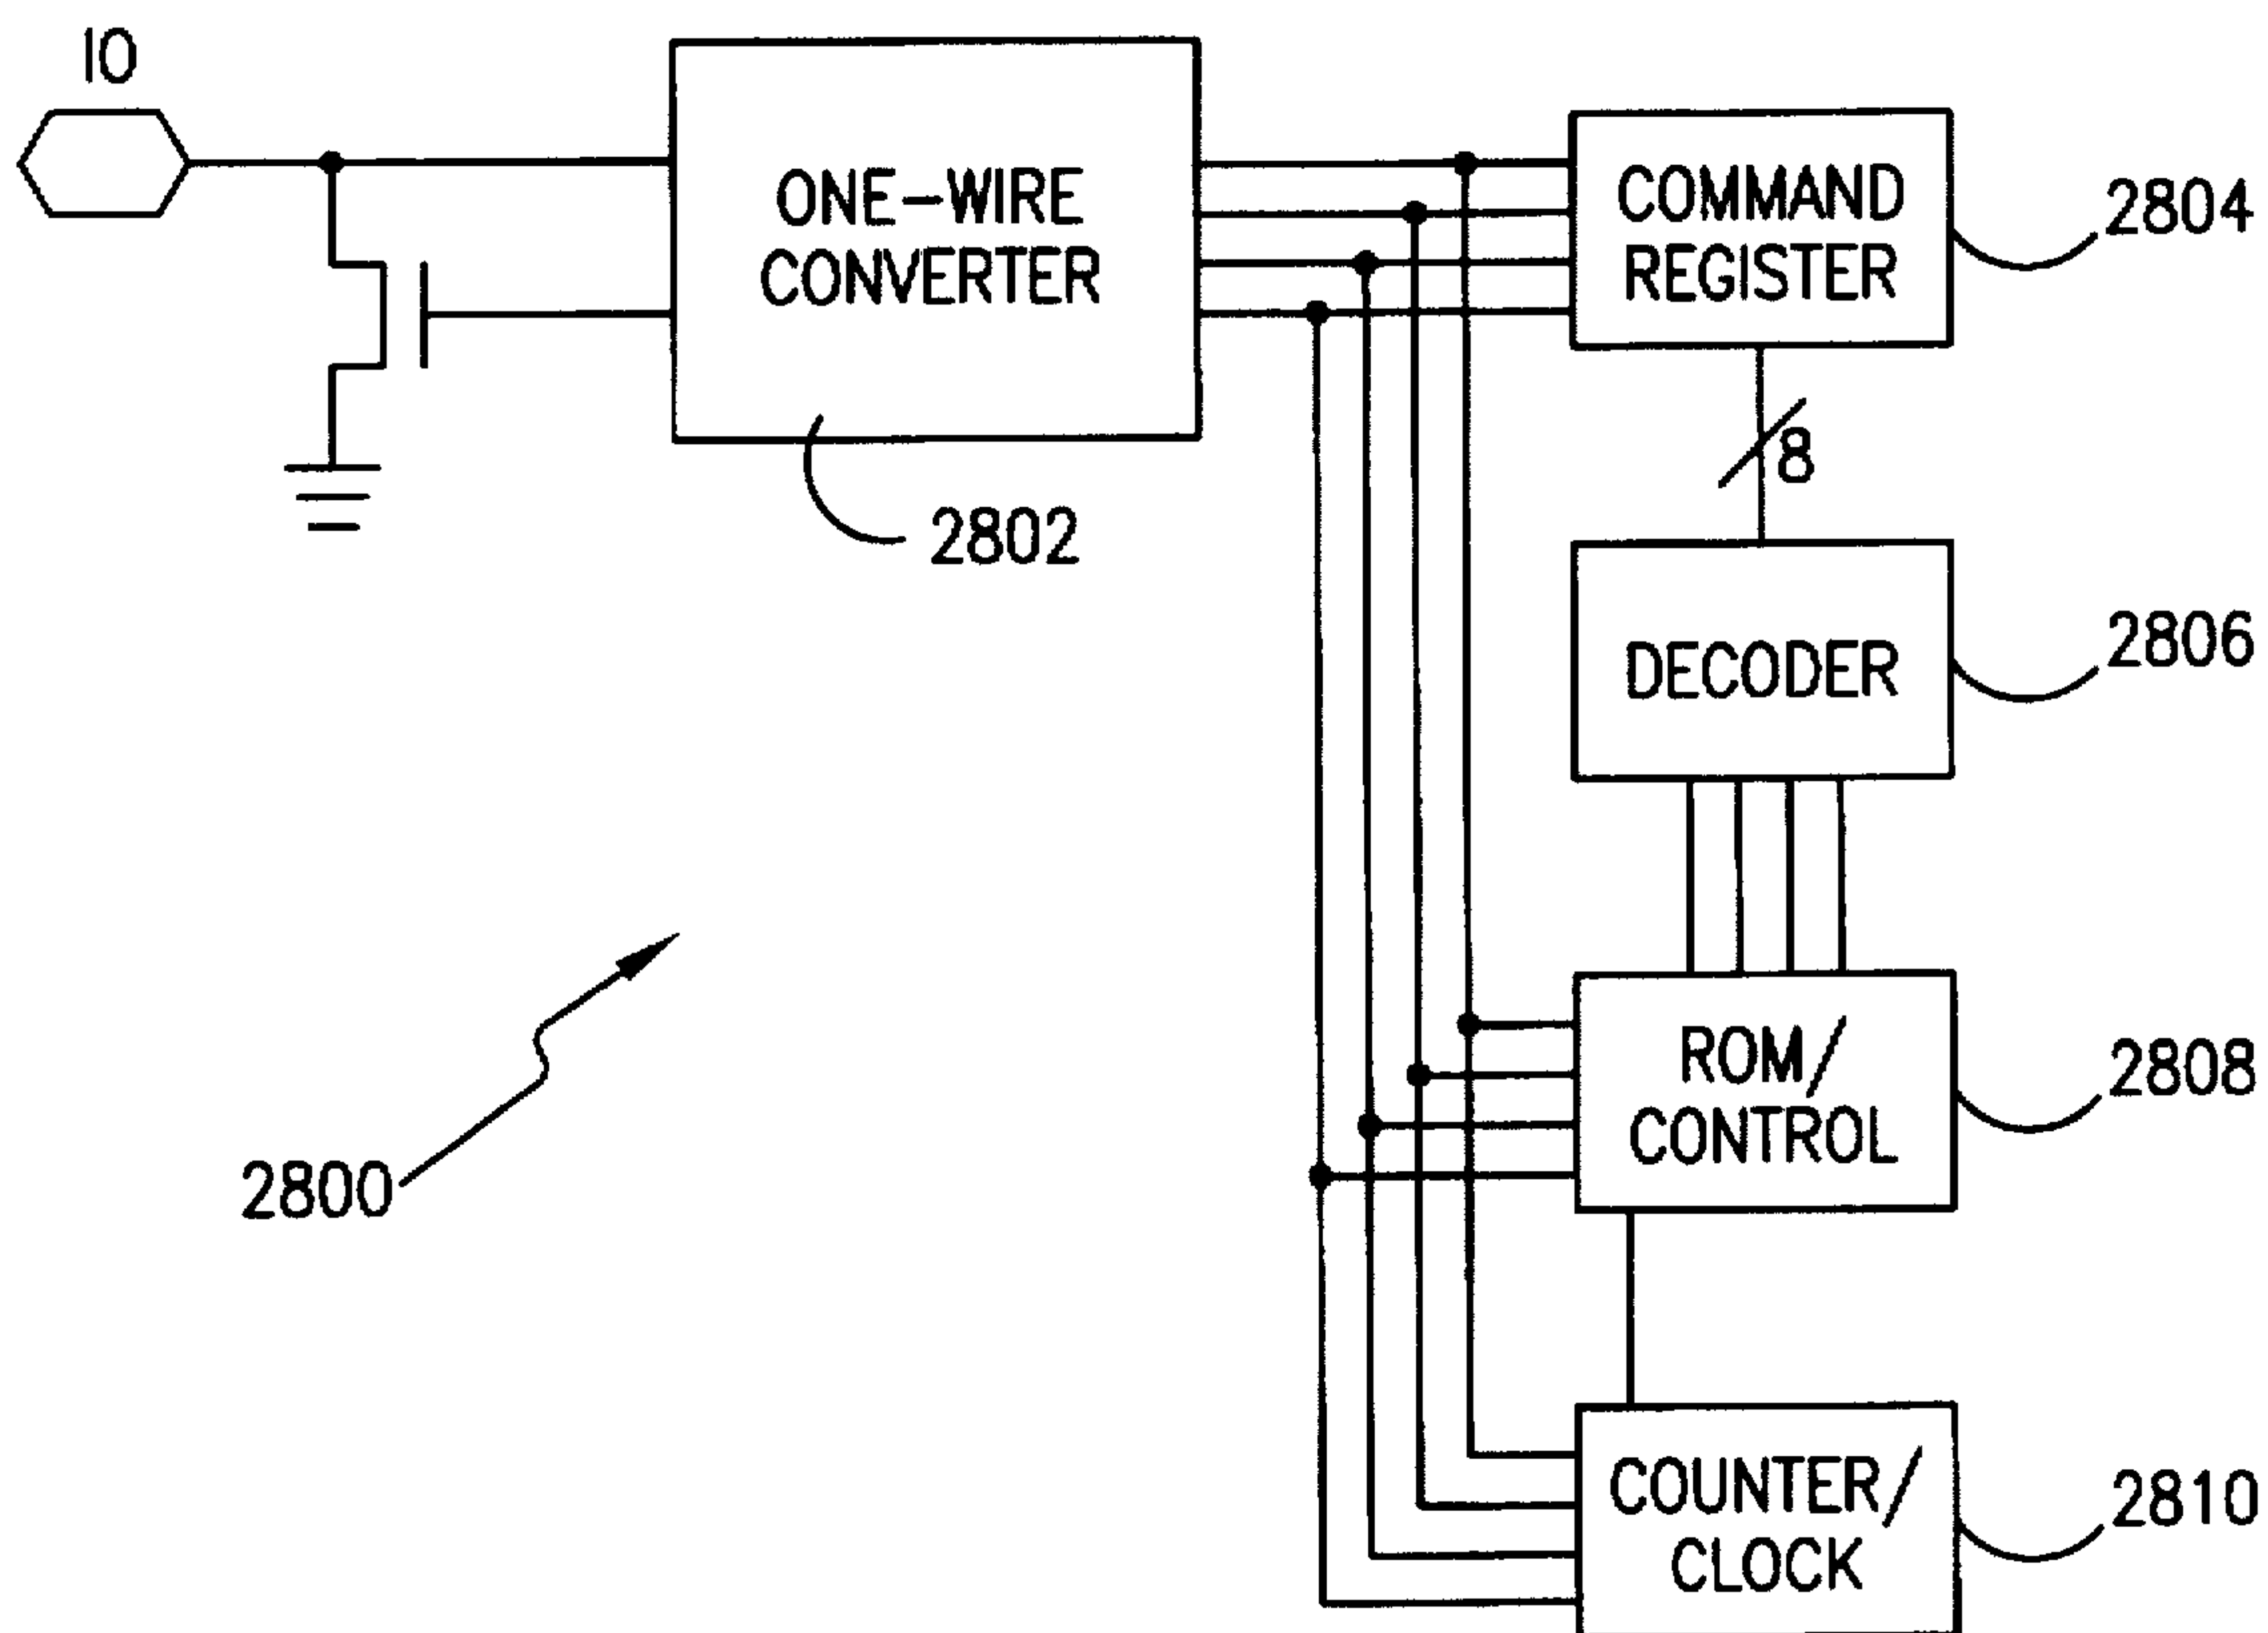 IO
ONE-WIRE
CONVERTER
COMMAND
REGISTER
2804
8
2802
DECODER
2806
ROM/
CONTROL
2808
2800
COUNTER/
CLOCK
2810